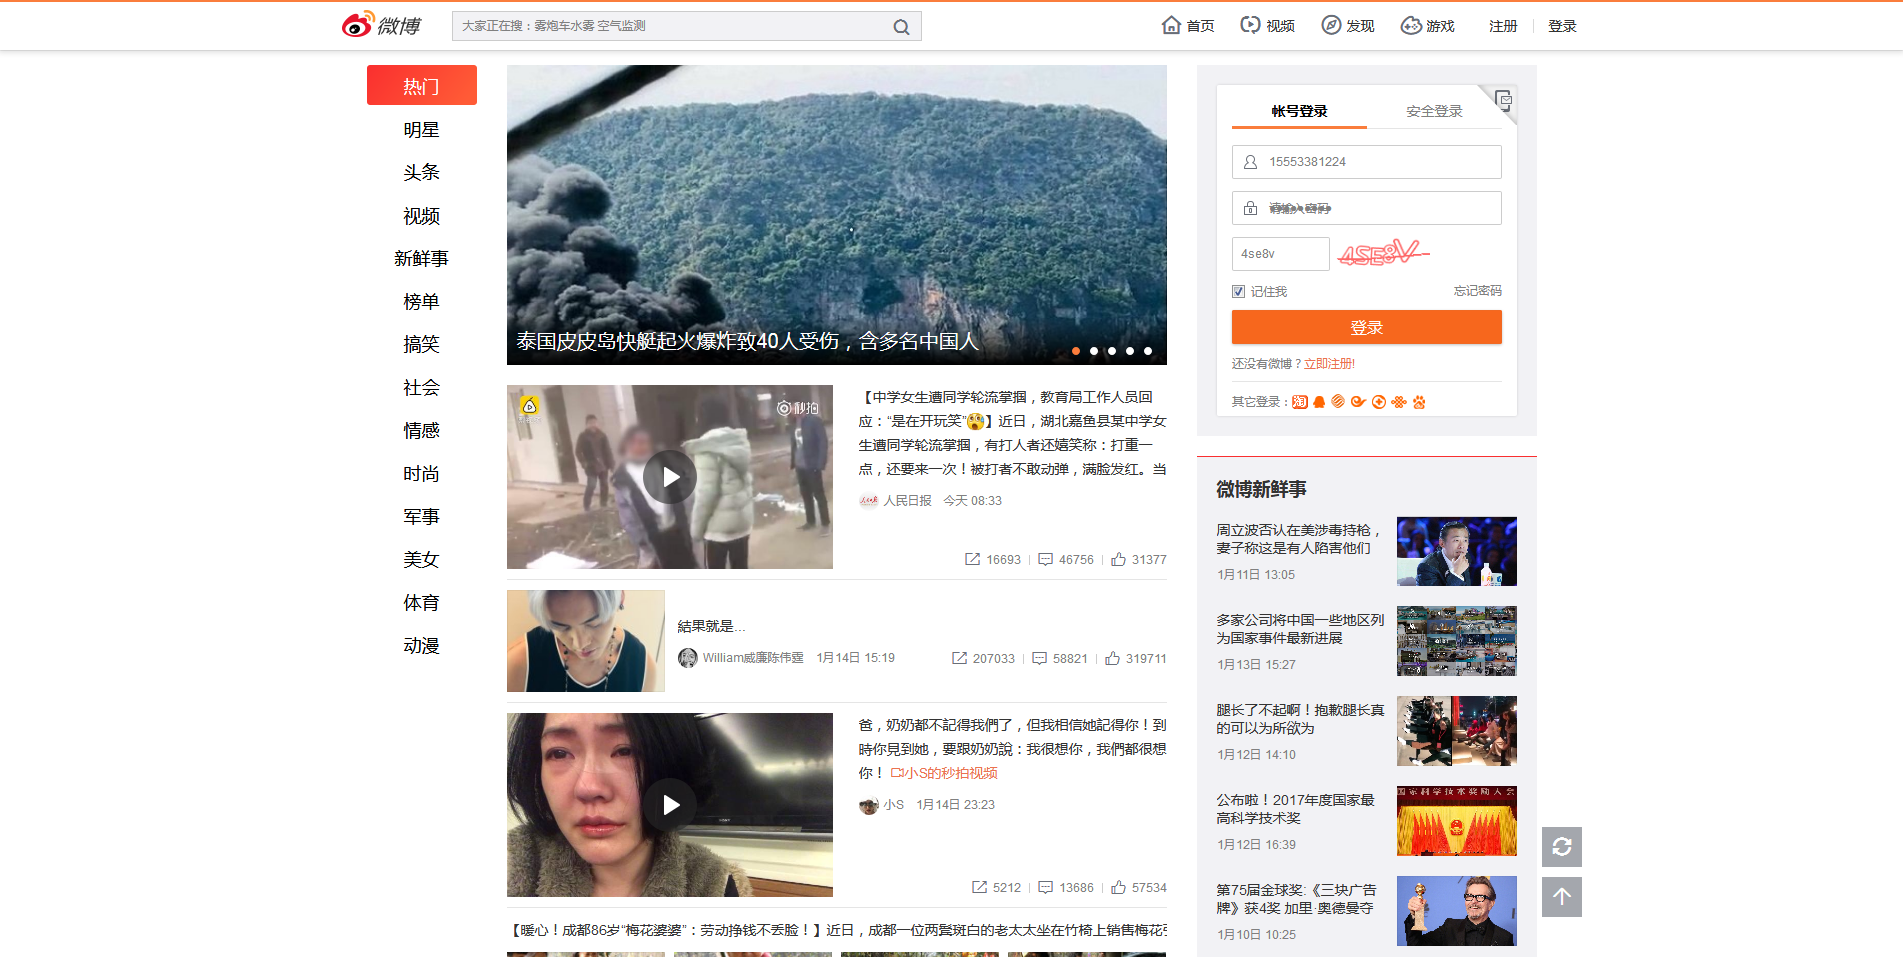 微博
大家正在搜：雾炮车水雾 空气监测
首页
视频
发现
游戏
注册
登录
热门
明星
头条
视频
新鲜事
榜单
搞笑
社会
情感
时尚
军事
美女
体育
动漫
泰国皮皮岛快艇起火爆炸致40人受伤，含多名中国人
秒拍
【中学女生遭同学轮流掌掴，教育局工作人员回
应：“是在开玩笑”】近日，湖北嘉鱼县某中学女
生遭同学轮流掌掴，有打人者还嬉笑称：打重一
点，还要来一次！被打者不敢动弹，满脸发红。当
人民日报 今天 08:33
16693 46756 31377
結果就是...
William威廉陈伟霆 1月14日 15:19
207033 58821 319711
爸，奶奶都不記得我們了，但我相信她記得你！到
時你見到她，要跟奶奶說：我很想你，我們都很想
你！ 小S的秒拍视频
小S 1月14日 23:23
5212 13686 57534
【暖心！成都86岁“梅花婆婆”：劳动挣钱不丢脸！】近日，成都一位两鬓斑白的老太太坐在竹椅上销售梅花
帐号登录
安全登录
15553381224
请输入密码
4se8v
4SE8V
记住我
忘记密码
登录
还没有微博？立即注册!
其它登录：
淘
微博新鲜事
周立波否认在美涉毒持枪，
妻子称这是有人陷害他们
1月11日 13:05
多家公司将中国一些地区列
为国家事件最新进展
1月13日 15:27
腿长了不起啊！抱歉腿长真
的可以为所欲为
1月12日 14:10
公布啦！2017年度国家最
高科学技术奖
1月12日 16:39
国家科学技术奖励大会
第75届金球奖:《三块广告
牌》获4奖 加里·奥德曼夺
1月10日 10:25